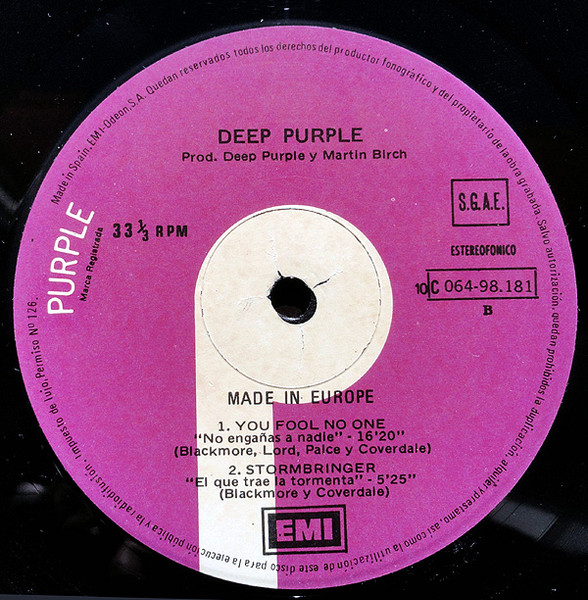 Made in Spain. EMI-Odeon, S.A. Quedan reservados todos los derechos del productor fonográfico y del propietario de la obra grabada. Salvo autorización, quedan prohibidos la duplicación, alquiler y préstamo, así como la utilización de este disco para la ejecución pública y la radiodifusión. Impuesto de lujo. Permiso Nº 126.
DEEP PURPLE
Prod. Deep Purple y Martin Birch
PURPLE
Marca Registrada
33 1/3 RPM
S.G.A.E.
ESTEREOFONICO
10C 064-98.181
B
MADE IN EUROPE
1. YOU FOOL NO ONE
"No engañas a nadie" - 16'20"
(Blackmore, Lord, Palce y Coverdale)
2. STORMBRINGER
"El que trae la tormenta" - 5'25"
(Blackmore y Coverdale)
EMI